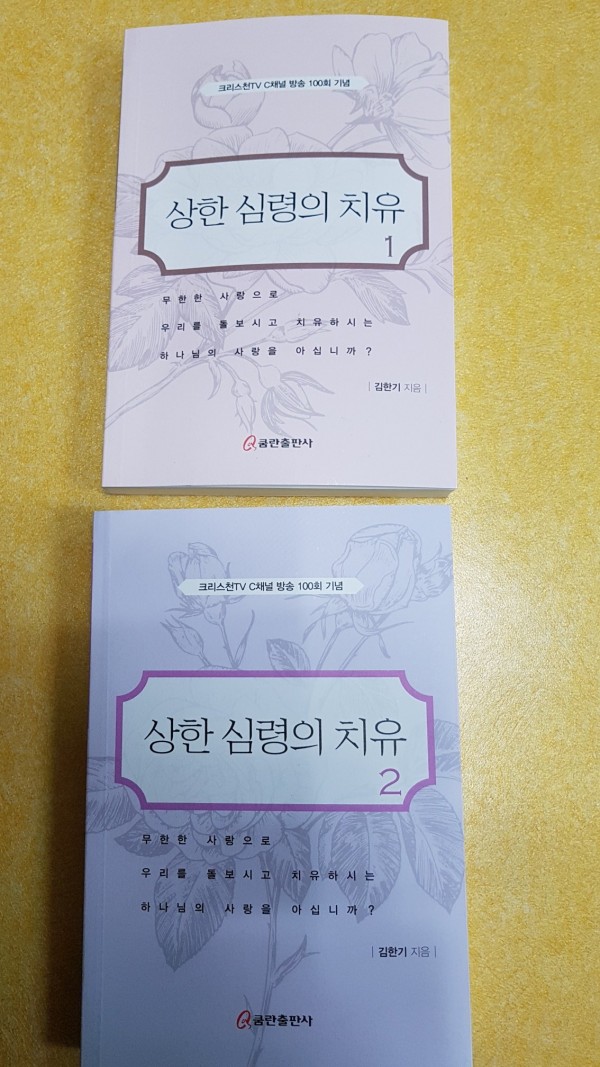 크리스천TV C채널 방송 100회 기념
상한 심령의 치유
1
무한한 사랑으로
우리를 돌보시고 치유하시는
하나님의 사랑을 아십니까?
| 김한기 지음 |
쿰란출판사
크리스천TV C채널 방송 100회 기념
상한 심령의 치유
2
무한한 사랑으로
우리를 돌보시고 치유하시는
하나님의 사랑을 아십니까?
| 김한기 지음 |
쿰란출판사